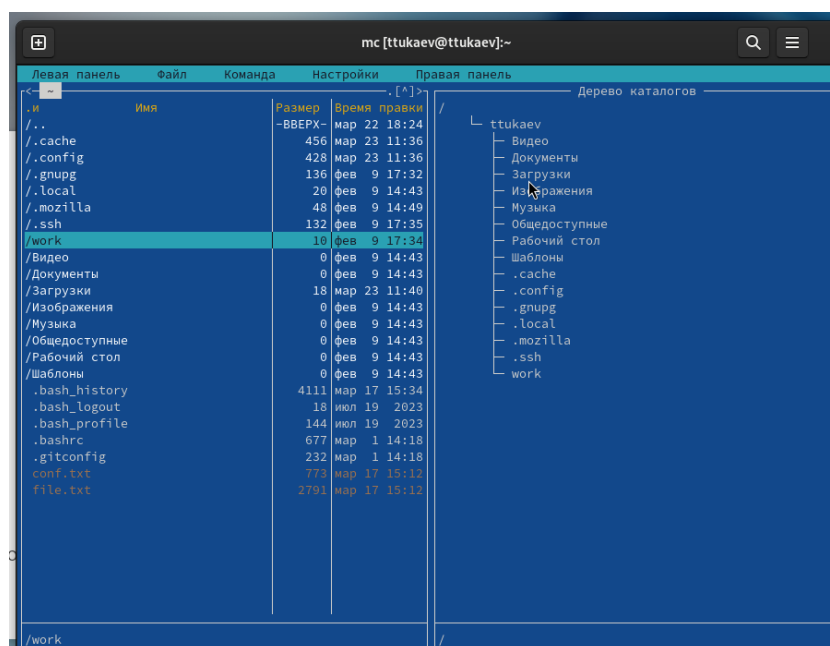 mc [ttukaev@ttukaev]:~
Левая панель Файл Команда Настройки Правая панель
<— ~ .[^]>
.и Имя Размер Время правки
/.. -ВВЕРХ- мар 22 18:24
/.cache 456 мар 23 11:36
/.config 428 мар 23 11:36
/.gnupg 136 фев 9 17:32
/.local 20 фев 9 14:43
/.mozilla 48 фев 9 14:49
/.ssh 132 фев 9 17:35
/work 10 фев 9 17:34
/Видео 0 фев 9 14:43
/Документы 0 фев 9 14:43
/Загрузки 18 мар 23 11:40
/Изображения 0 фев 9 14:43
/Музыка 0 фев 9 14:43
/Общедоступные 0 фев 9 14:43
/Рабочий стол 0 фев 9 14:43
/Шаблоны 0 фев 9 14:43
.bash_history 4111 мар 17 15:34
.bash_logout 18 июл 19 2023
.bash_profile 144 июл 19 2023
.bashrc 677 мар 1 14:18
.gitconfig 232 мар 1 14:18
conf.txt 773 мар 17 15:12
file.txt 2791 мар 17 15:12
/work
Дерево каталогов
/
ttukaev
Видео
Документы
Загрузки
Изображения
Музыка
Общедоступные
Рабочий стол
Шаблоны
.cache
.config
.gnupg
.local
.mozilla
.ssh
work
/